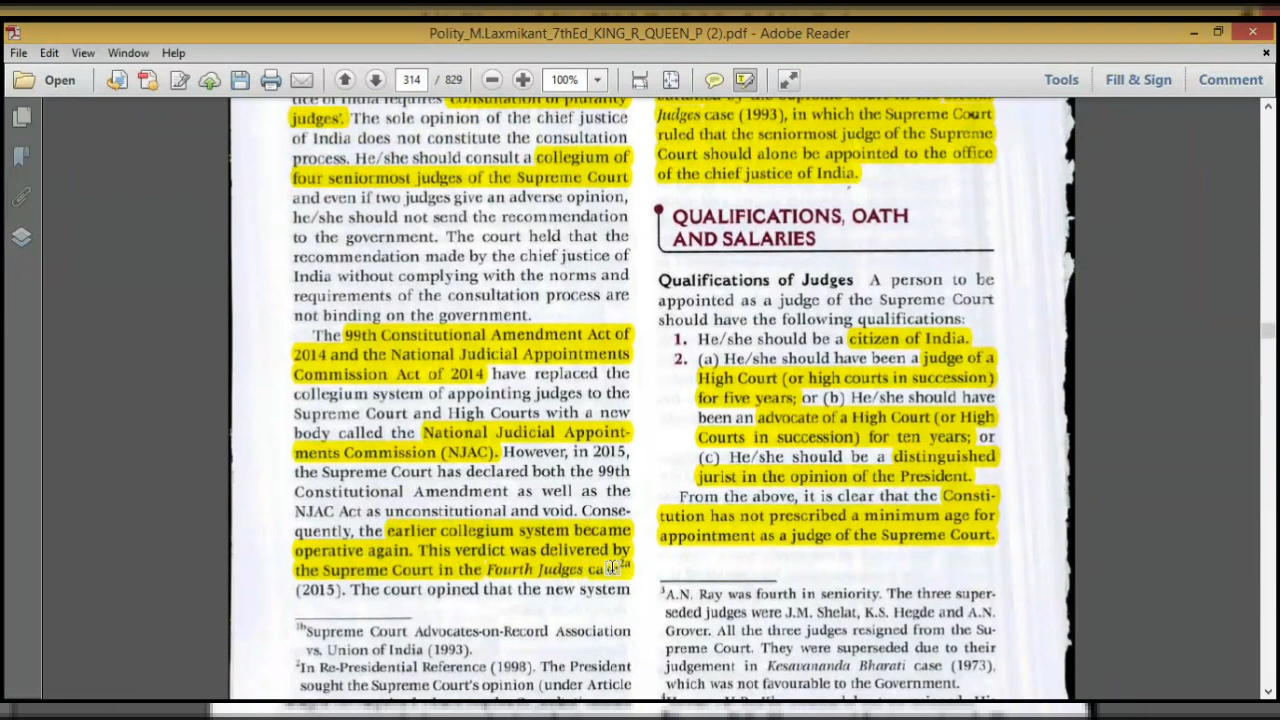 Polity_M.Laxmikant_7thEd_KING_R_QUEEN_P (2).pdf - Adobe Reader
File Edit View Window Help
Open 314 / 829 100% Tools Fill & Sign Comment
tice of India requires 'consultation of plurality
judges'. The sole opinion of the chief justice
of India does not constitute the consultation
process. He/she should consult a collegium of
four seniormost judges of the Supreme Court
and even if two judges give an adverse opinion,
he/she should not send the recommendation
to the government. The court held that the
recommendation made by the chief justice of
India without complying with the norms and
requirements of the consultation process are
not binding on the government.
The 99th Constitutional Amendment Act of
2014 and the National Judicial Appointments
Commission Act of 2014 have replaced the
collegium system of appointing judges to the
Supreme Court and High Courts with a new
body called the National Judicial Appoint-
ments Commission (NJAC). However, in 2015,
the Supreme Court has declared both the 99th
Constitutional Amendment as well as the
NJAC Act as unconstitutional and void. Conse-
quently, the earlier collegium system became
operative again. This verdict was delivered by
the Supreme Court in the Fourth Judges
(2015). The court opined that the new system
1b Supreme Court Advocates-on-Record Association
vs. Union of India (1993).
2 In Re-Presidential Reference (1998). The President
sought the Supreme Court's opinion (under Article
by the Supreme Court in the
Judges case (1993), in which the Supreme Court
ruled that the seniormost judge of the Supreme
Court should alone be appointed to the office
of the chief justice of India.
QUALIFICATIONS, OATH
AND SALARIES
Qualifications of Judges A person to be
appointed as a judge of the Supreme Court
should have the following qualifications:
1. He/she should be a citizen of India.
2. (a) He/she should have been a judge of a
High Court (or high courts in succession)
for five years; or (b) He/she should have
been an advocate of a High Court (or High
Courts in succession) for ten years; or
(c) He/she should be a distinguished
jurist in the opinion of the President.
From the above, it is clear that the Consti-
tution has not prescribed a minimum age for
appointment as a judge of the Supreme Court.
3 A.N. Ray was fourth in seniority. The three super-
seded judges were J.M. Shelat, K.S. Hegde and A.N.
Grover. All the three judges resigned from the Su-
preme Court. They were superseded due to their
judgement in Kesavananda Bharati case (1973),
which was not favourable to the Government.